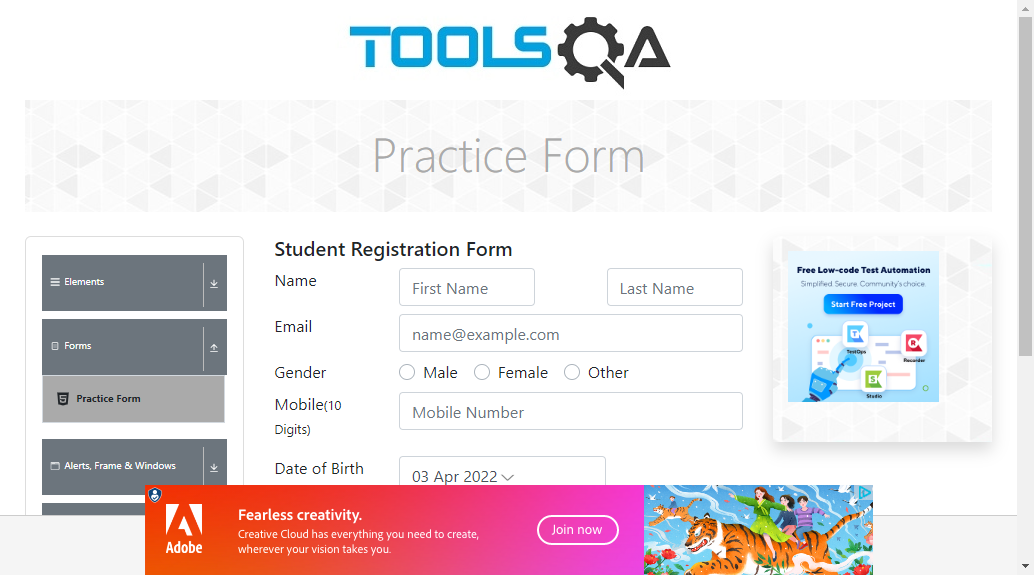 TOOLSQA
Practice Form
Elements
Forms
Practice Form
Alerts, Frame & Windows
Student Registration Form
Name
First Name
Last Name
Email
name@example.com
Gender
Male
Female
Other
Mobile(10
Digits)
Mobile Number
Date of Birth
03 Apr 2022
Free Low-code Test Automation
Simplified. Secure. Community's choice.
Start Free Project
TestOps
Recorder
Studio
Adobe
Fearless creativity.
Creative Cloud has everything you need to create,
wherever your vision takes you.
Join now